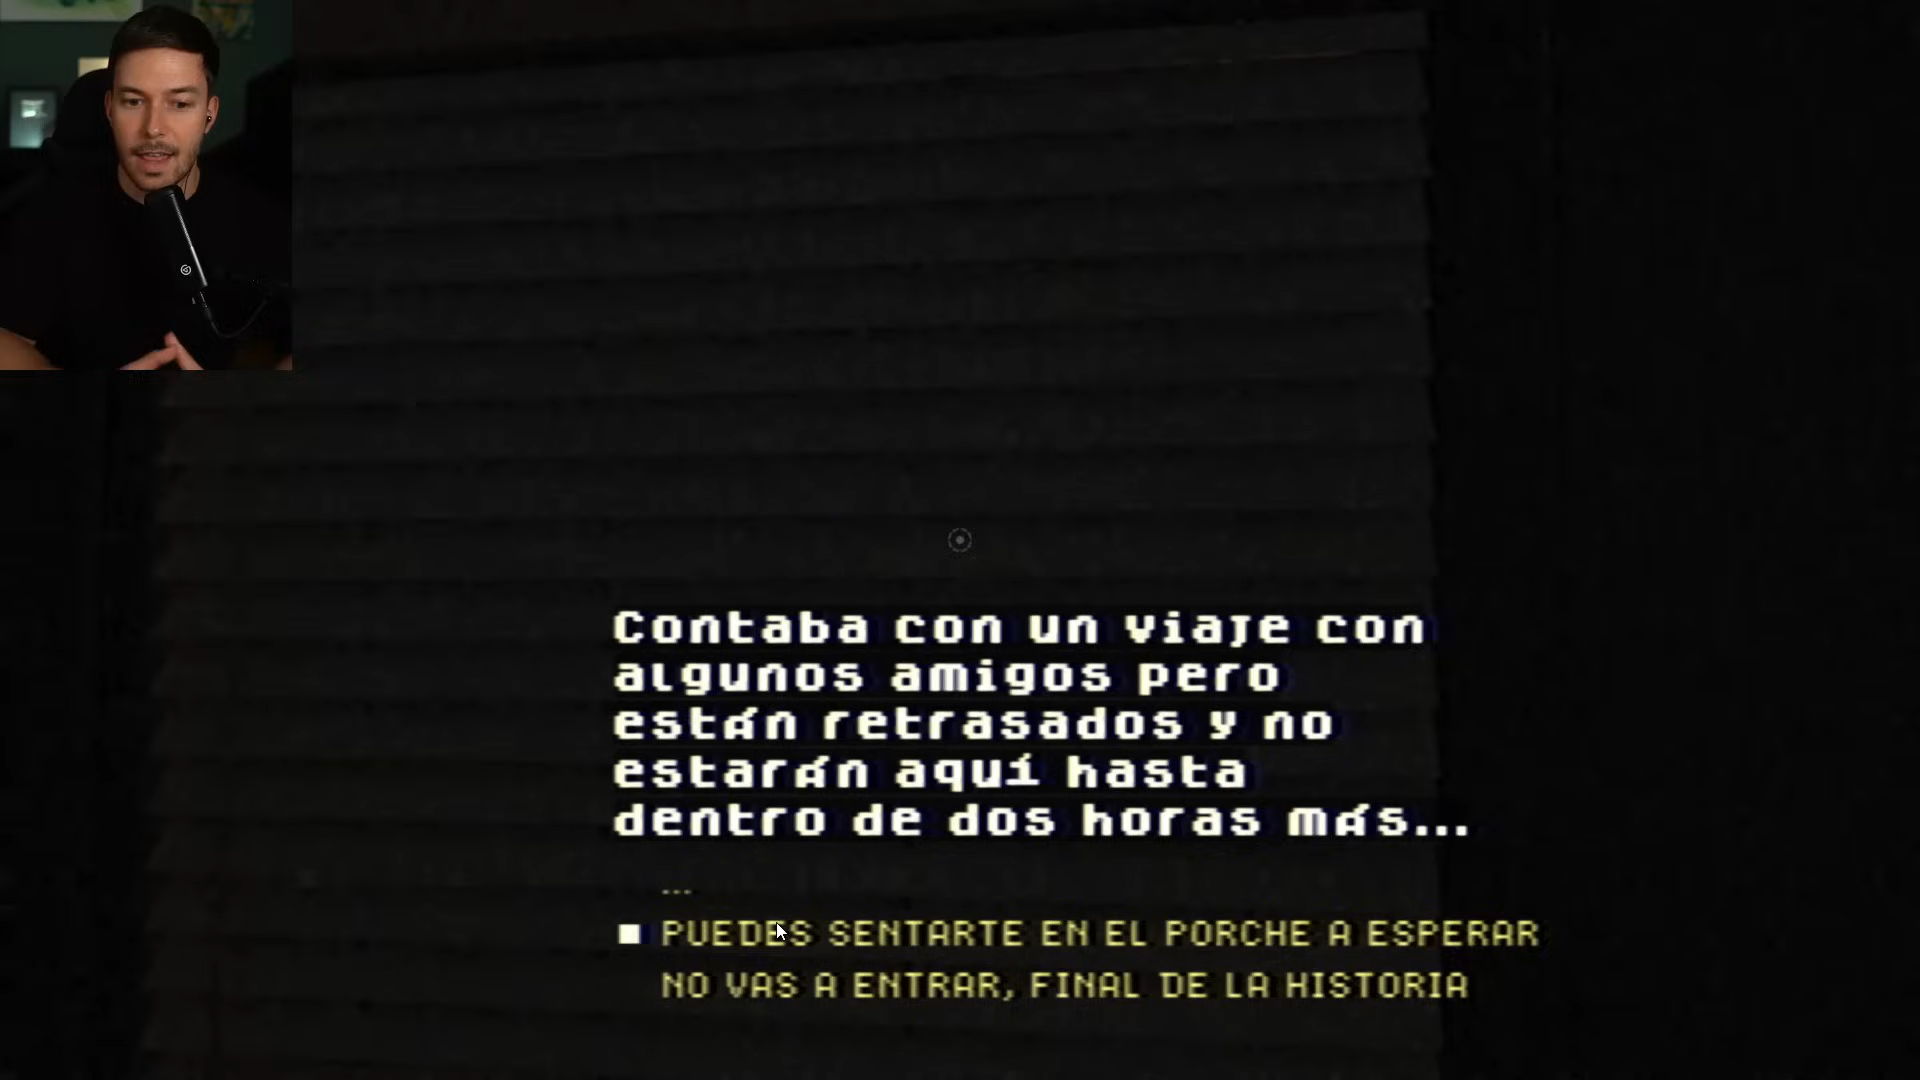 Contaba con un viaje con
algunos amigos pero
están retrasados y no
estarán aquí hasta
dentro de dos horas más...
...
PUEDES SENTARTE EN EL PORCHE A ESPERAR
NO VAS A ENTRAR, FINAL DE LA HISTORIA